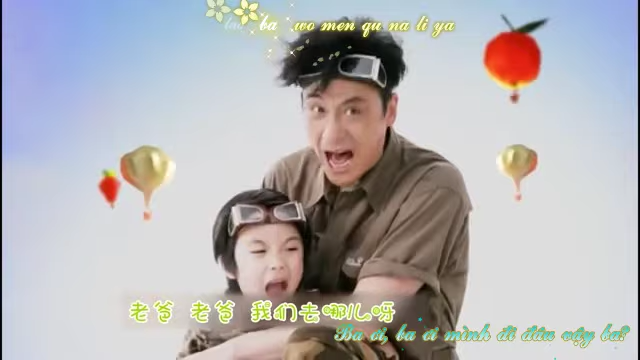 lao ba wo men qu na li ya
老爸 老爸 我们去哪儿呀
Ba ơi, ba ơi mình đi đâu vậy ba?